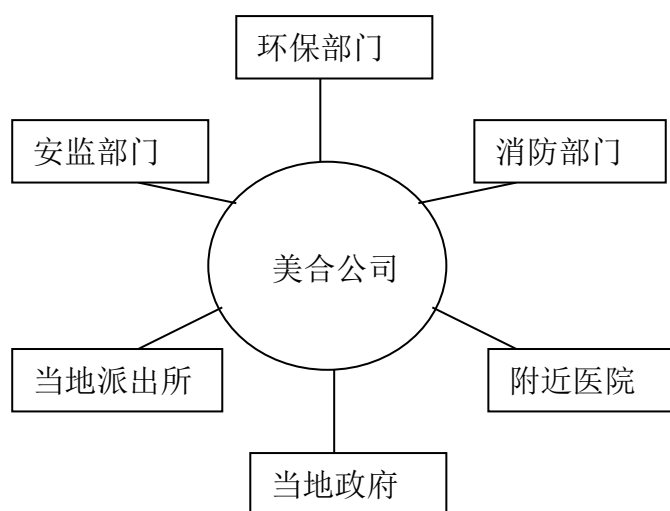 环保部门
安监部门
消防部门
美合公司
当地派出所
附近医院
当地政府